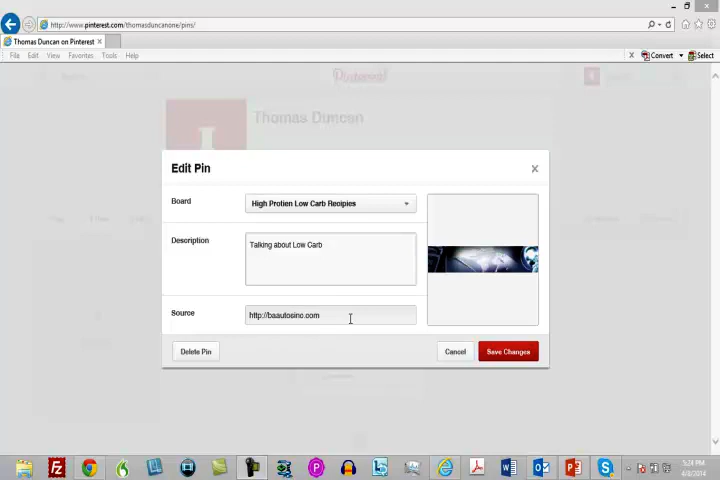 http://www.pinterest.com/thomasduncanone/pins/
Thomas Duncan on Pinterest
File Edit View Favorites Tools Help
X Convert Select
Pinterest
Thomas Duncan
Edit Pin
Board
High Protien Low Carb Recipies
Description
Talking about Low Carb
Source
http://baautosinc.com
Delete Pin
Cancel
Save Changes
5:24 PM
4/8/2014